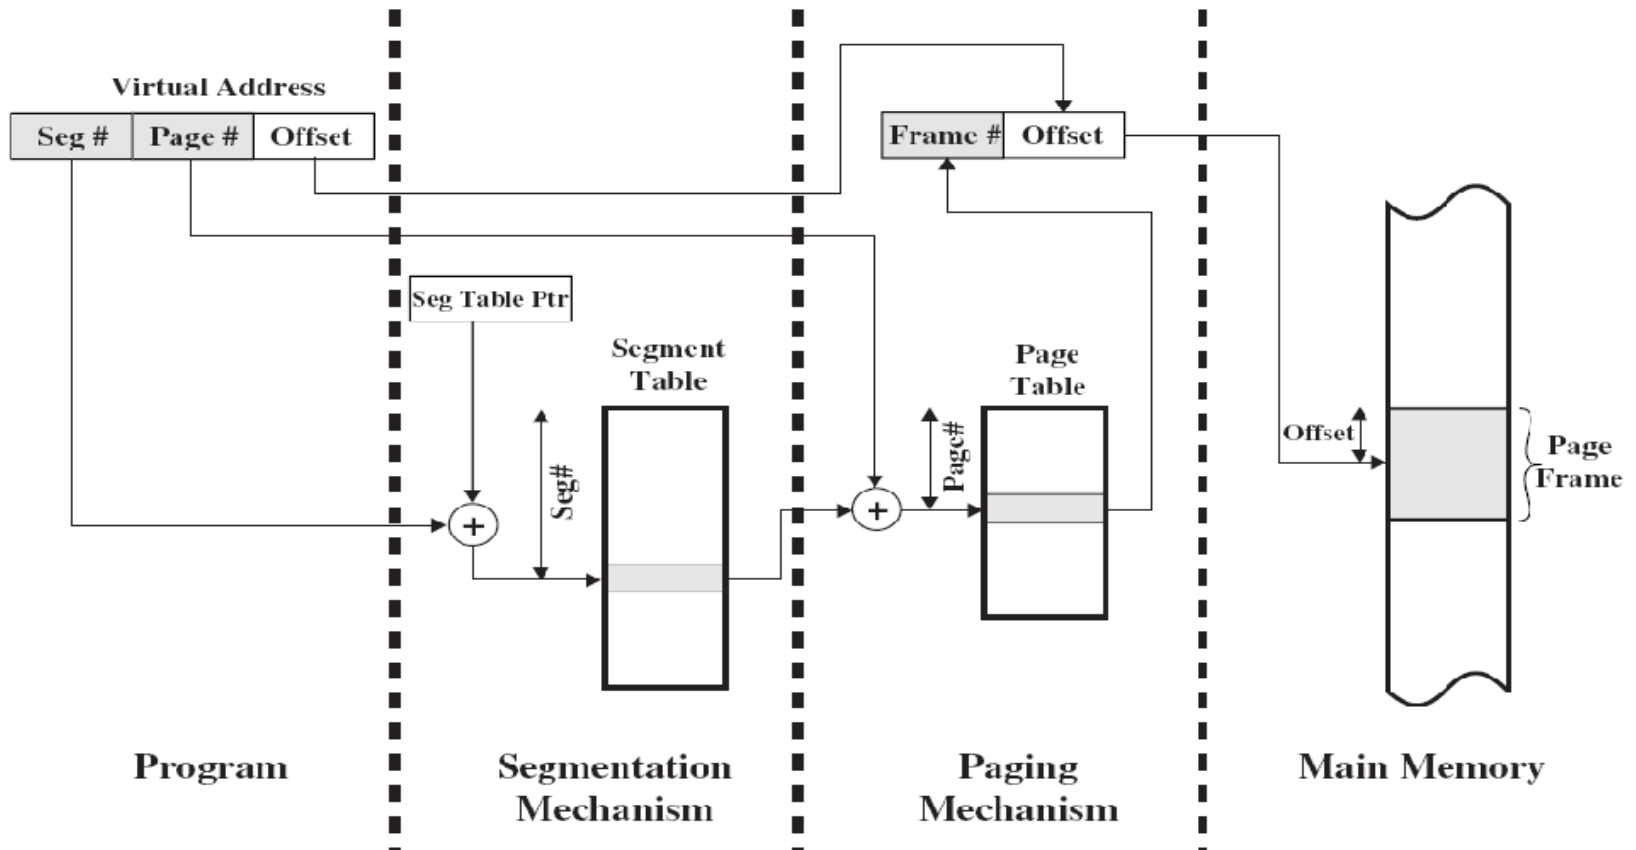 Virtual Address
Seg # Page # Offset
Frame # Offset
Seg Table Ptr
Segment
Table
Seg#
+
Page
Table
Page#
+
Offset
Page
Frame
Program
Segmentation
Mechanism
Paging
Mechanism
Main Memory